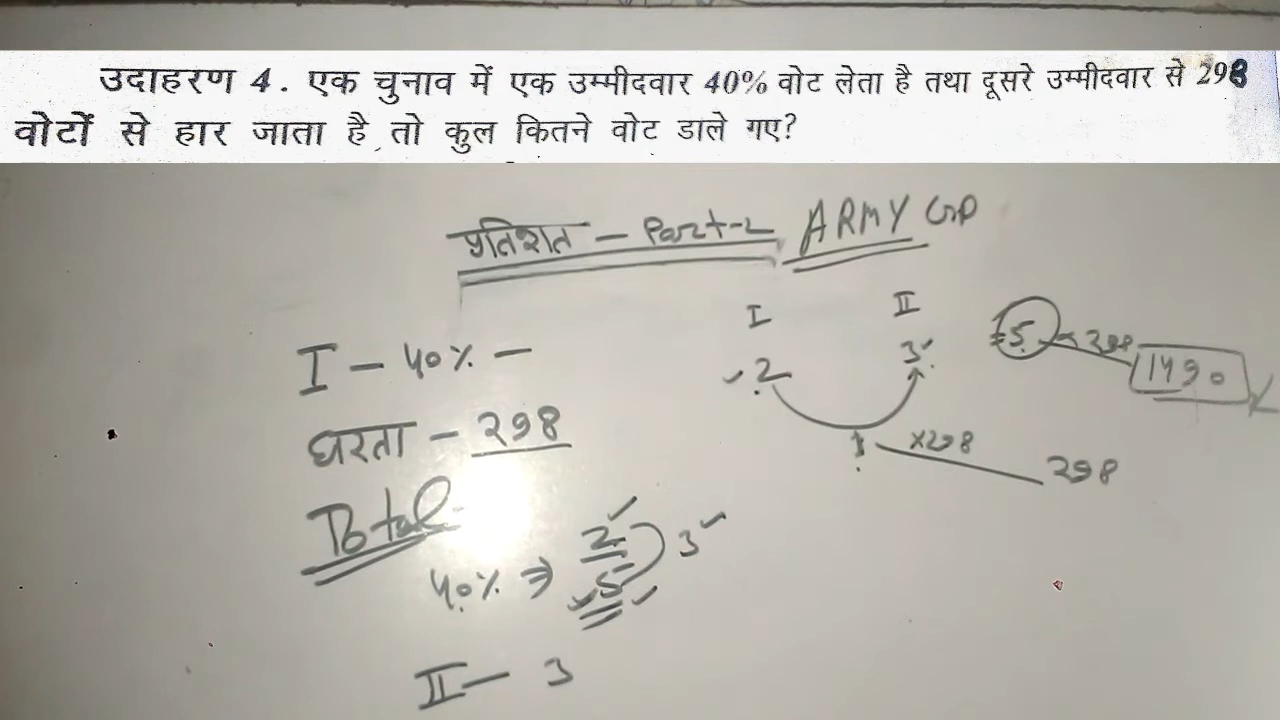 उदाहरण 4. एक चुनाव में एक उम्मीदवार 40% वोट लेता है तथा दूसरे उम्मीदवार से 298
वोटों से हार जाता है तो कुल कितने वोट डाले गए?
प्रतिशत - Part-2 ARMY GD
I II
I - 40% -
2 3
5 × 298
1490
- 298
1 ×298
298
Total
40% ⇒ 2/5 3
II - 3